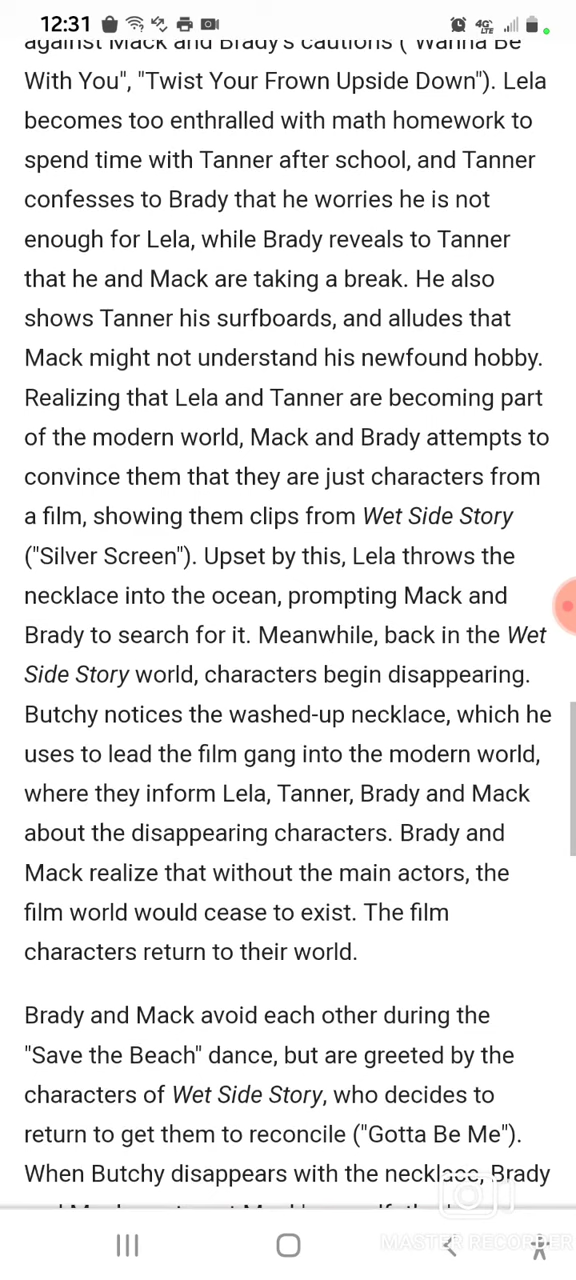 12:31
4G LTE
against Mack and Brady's cautions ("Wanna Be
With You", "Twist Your Frown Upside Down"). Lela
becomes too enthralled with math homework to
spend time with Tanner after school, and Tanner
confesses to Brady that he worries he is not
enough for Lela, while Brady reveals to Tanner
that he and Mack are taking a break. He also
shows Tanner his surfboards, and alludes that
Mack might not understand his newfound hobby.
Realizing that Lela and Tanner are becoming part
of the modern world, Mack and Brady attempts to
convince them that they are just characters from
a film, showing them clips from Wet Side Story
("Silver Screen"). Upset by this, Lela throws the
necklace into the ocean, prompting Mack and
Brady to search for it. Meanwhile, back in the Wet
Side Story world, characters begin disappearing.
Butchy notices the washed-up necklace, which he
uses to lead the film gang into the modern world,
where they inform Lela, Tanner, Brady and Mack
about the disappearing characters. Brady and
Mack realize that without the main actors, the
film world would cease to exist. The film
characters return to their world.
Brady and Mack avoid each other during the
"Save the Beach" dance, but are greeted by the
characters of Wet Side Story, who decides to
return to get them to reconcile ("Gotta Be Me").
When Butchy disappears with the necklace, Brady
MASTER RECORDER